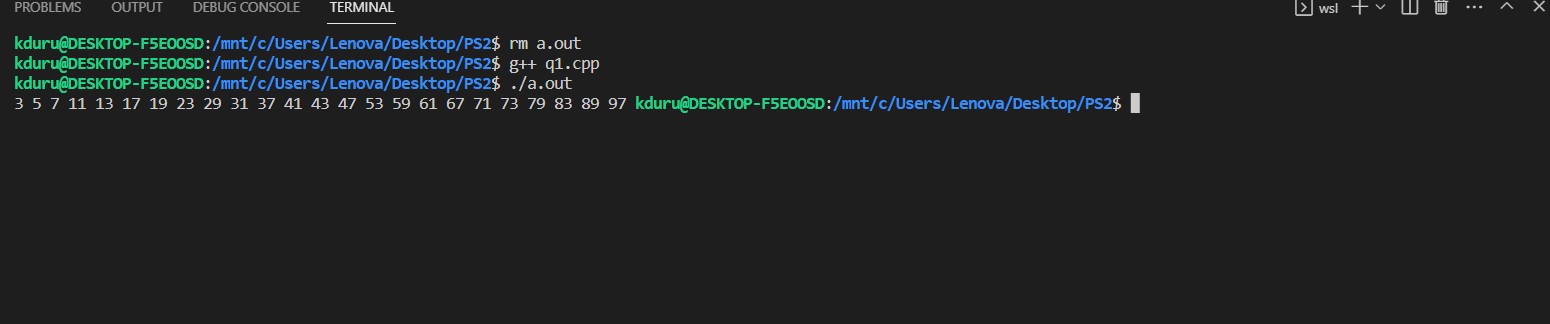 PROBLEMS OUTPUT DEBUG CONSOLE TERMINAL wsl
kduru@DESKTOP-F5EOOSD:/mnt/c/Users/Lenova/Desktop/PS2$ rm a.out
kduru@DESKTOP-F5EOOSD:/mnt/c/Users/Lenova/Desktop/PS2$ g++ q1.cpp
kduru@DESKTOP-F5EOOSD:/mnt/c/Users/Lenova/Desktop/PS2$ ./a.out
3 5 7 11 13 17 19 23 29 31 37 41 43 47 53 59 61 67 71 73 79 83 89 97 kduru@DESKTOP-F5EOOSD:/mnt/c/Users/Lenova/Desktop/PS2$